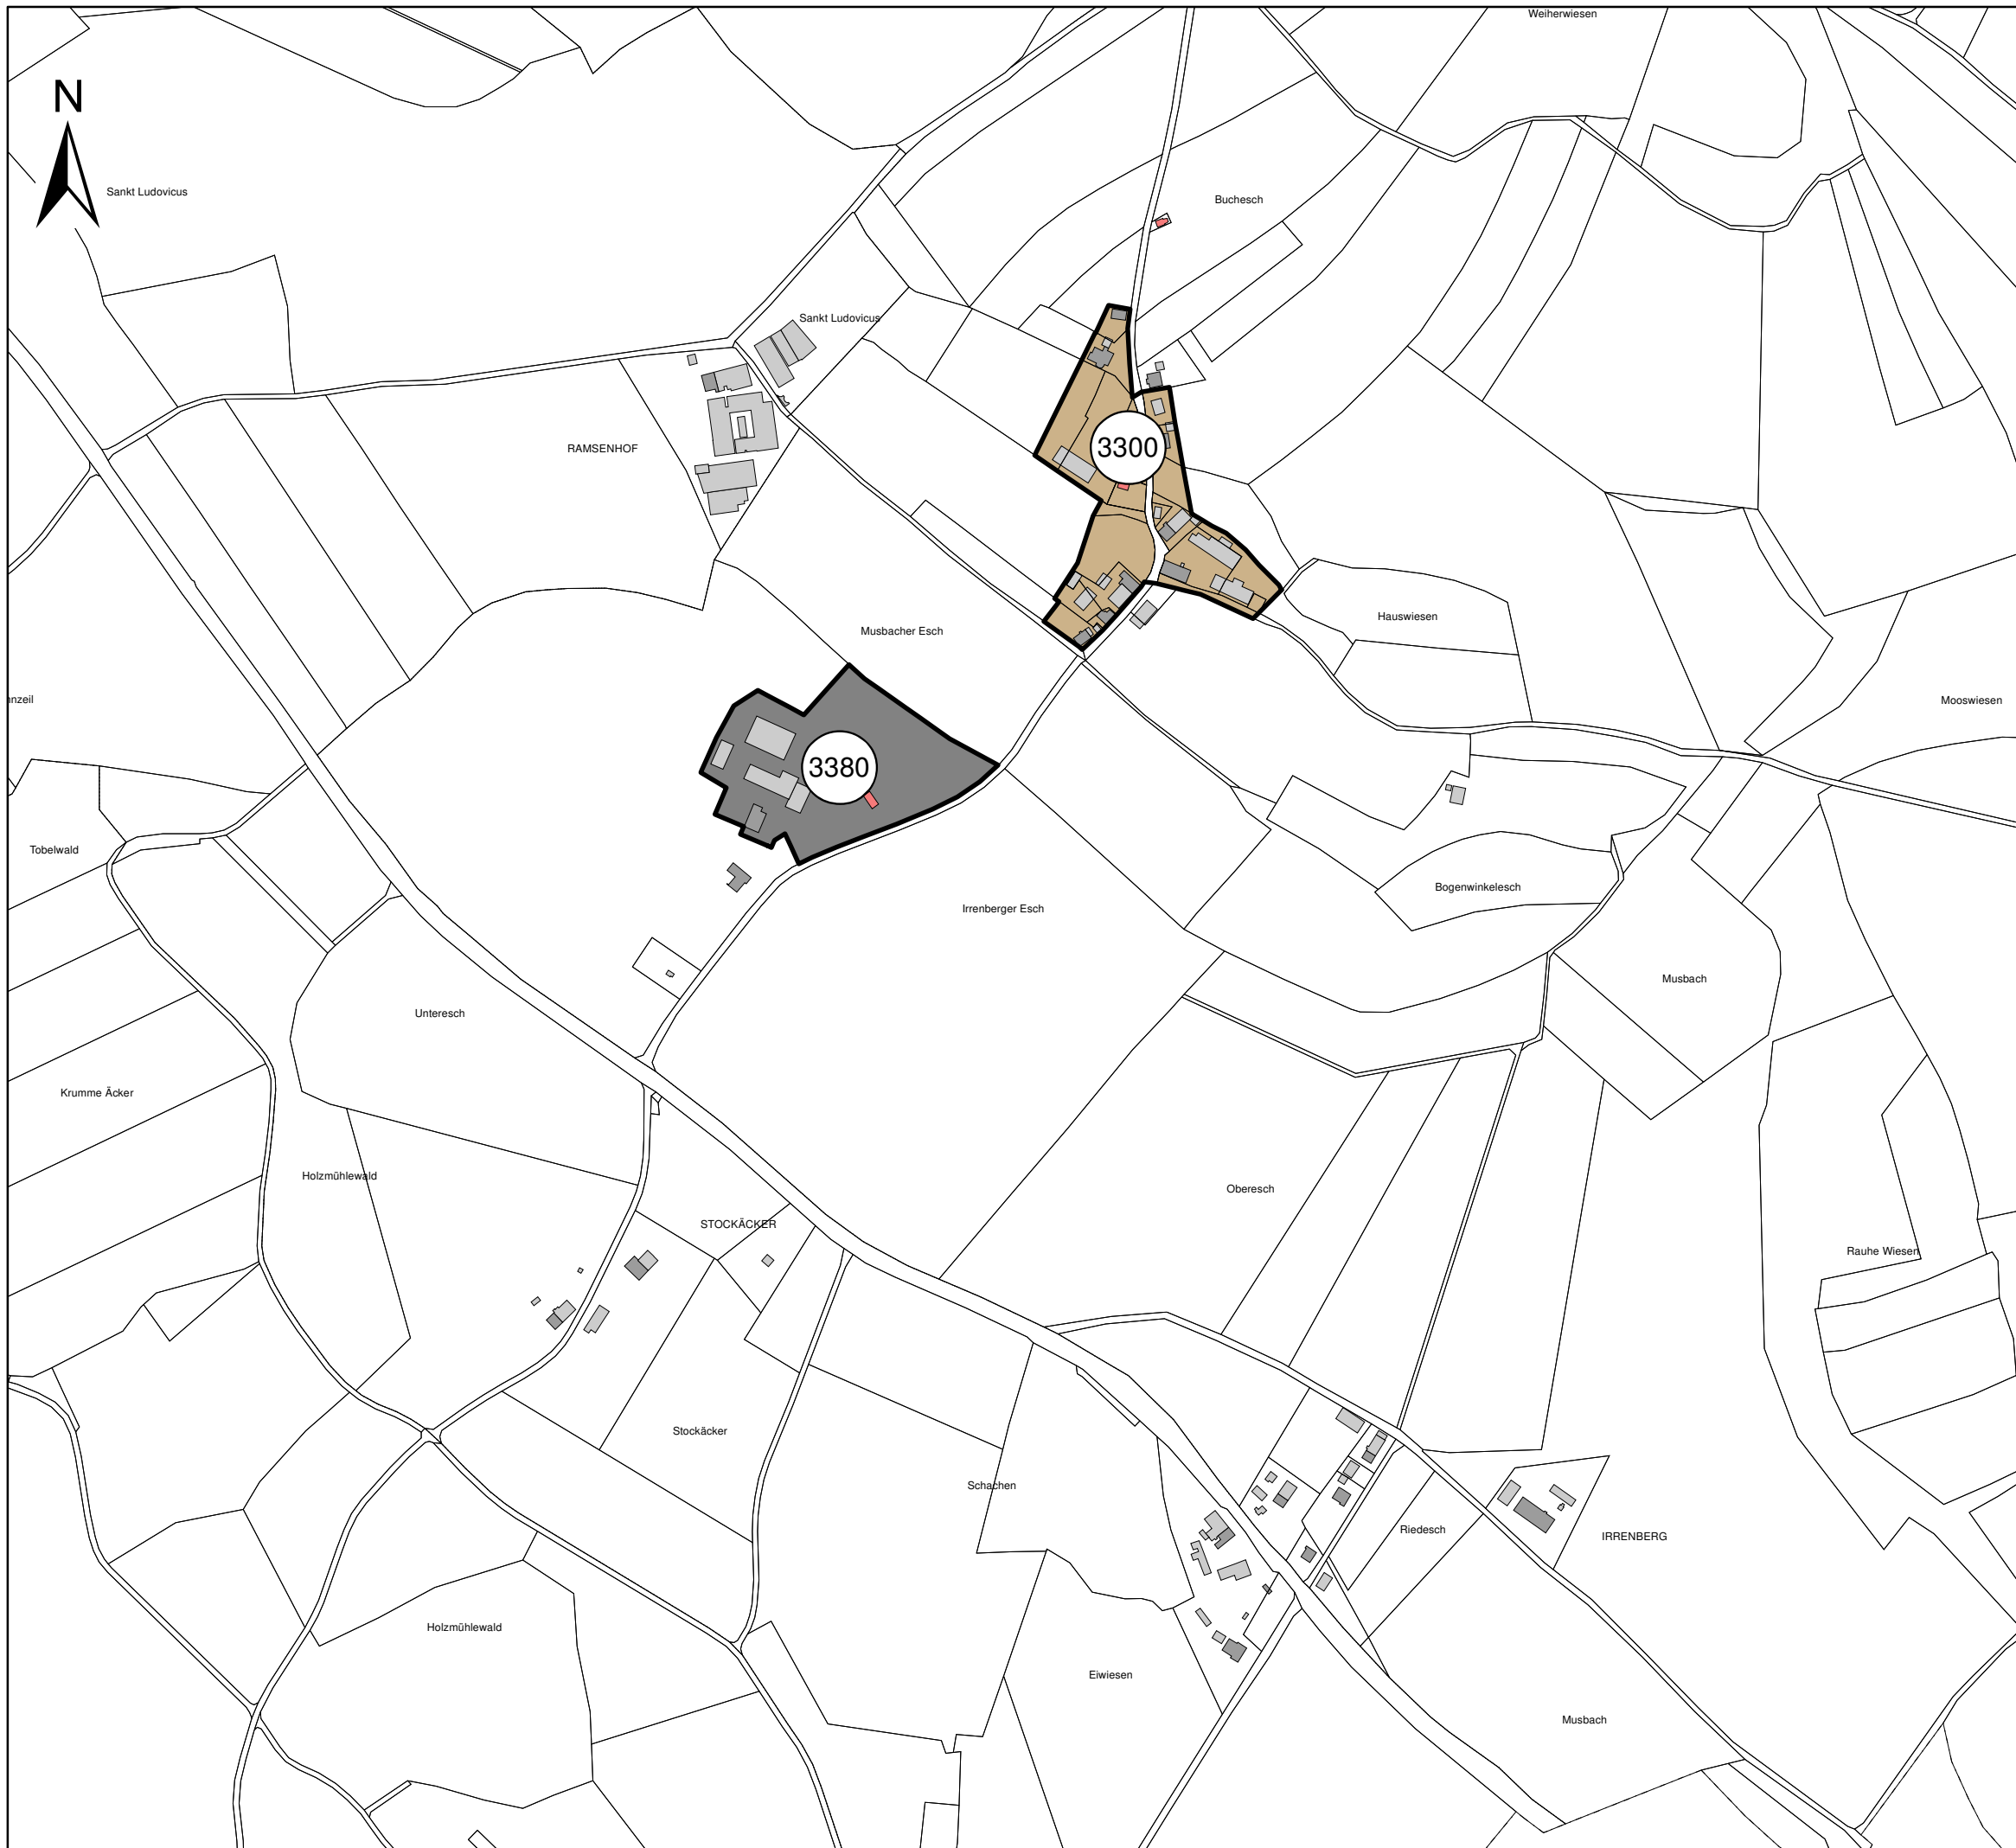 Weiherwiesen
N
Sankt Ludovicus
Buchesch
Sankt Ludovicus
RAMSENHOF
3300
Hauswiesen
Musbacher Esch
nzeil
Mooswiesen
3380
Tobelwald
Bogenwinkelesch
Irrenberger Esch
Musbach
Unteresch
Krumme Äcker
Holzmühlewald
Oberesch
STOCKÄCKER
Rauhe Wiesen
Stockäcker
Schachen
Riedesch
IRRENBERG
Holzmühlewald
Eiwiesen
Musbach